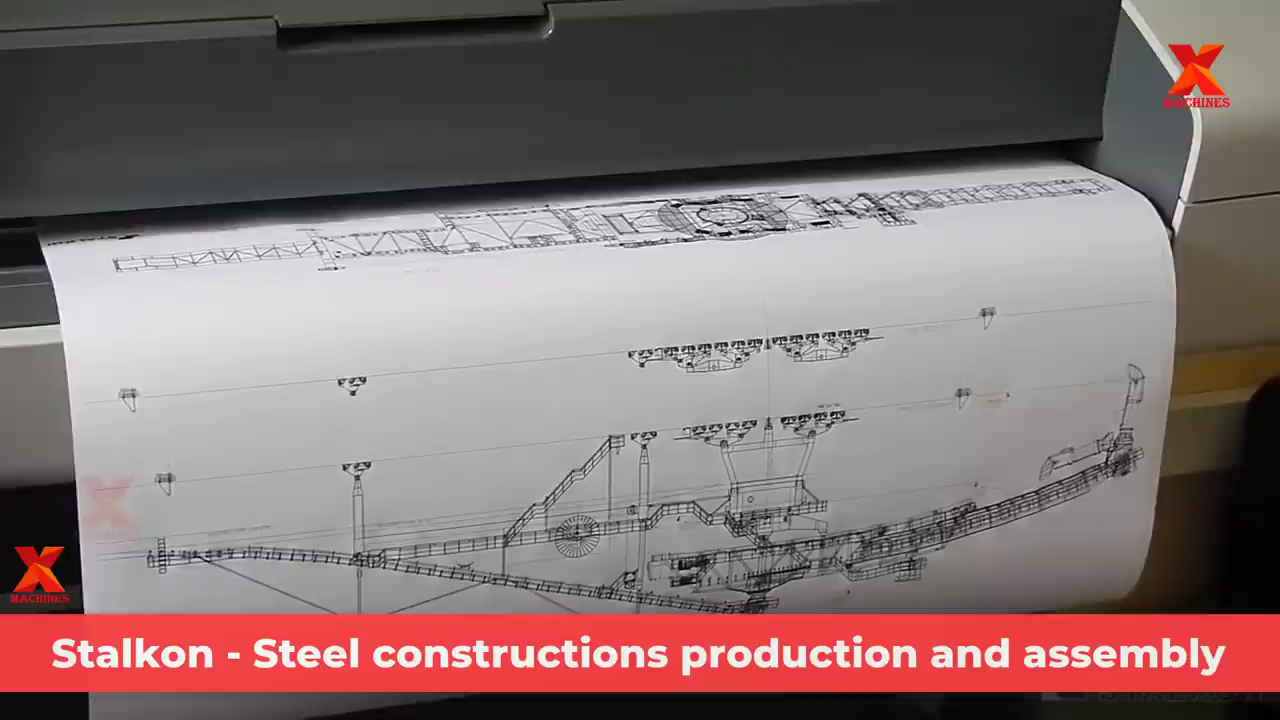 MACHINES
MACHINES
Stalkon - Steel constructions production and assembly